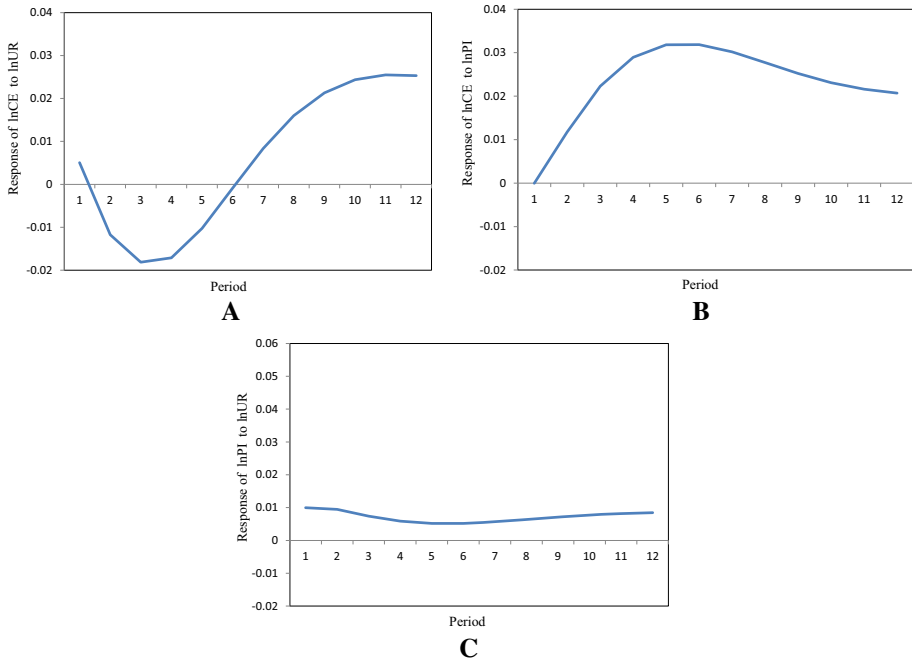 Response of lnCE to lnUR
0.04
0.03
0.02
0.01
0
-0.01
-0.02
1 2 3 4 5 6 7 8 9 10 11 12
Period
A
Response of lnCE to lnPI
0.04
0.03
0.02
0.01
0
-0.01
-0.02
1 2 3 4 5 6 7 8 9 10 11 12
Period
B
Response of lnPI to lnUR
0.06
0.05
0.04
0.03
0.02
0.01
0
-0.01
-0.02
1 2 3 4 5 6 7 8 9 10 11 12
Period
C